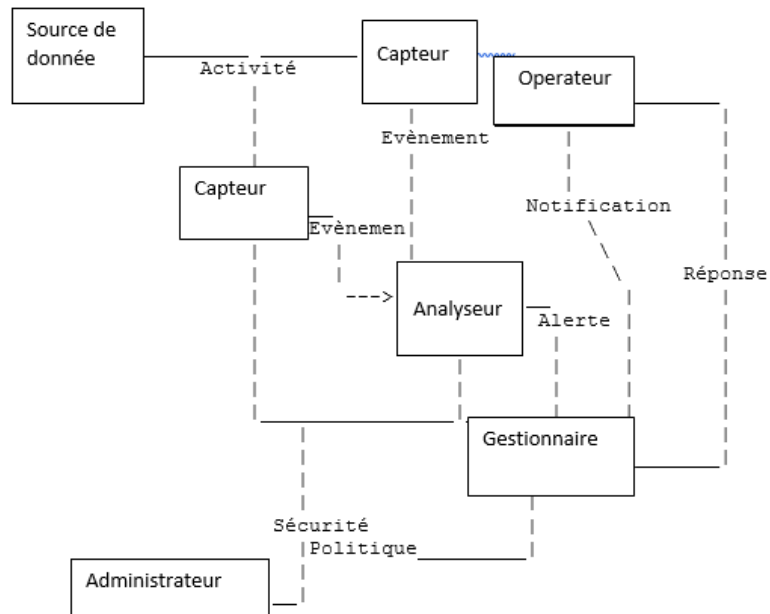 Source de
donnée
Activité
Capteur
Operateur
Evènement
Capteur
Notification
Evènemen
Réponse
Analyseur
Alerte
Gestionnaire
Sécurité
Politique
Administrateur